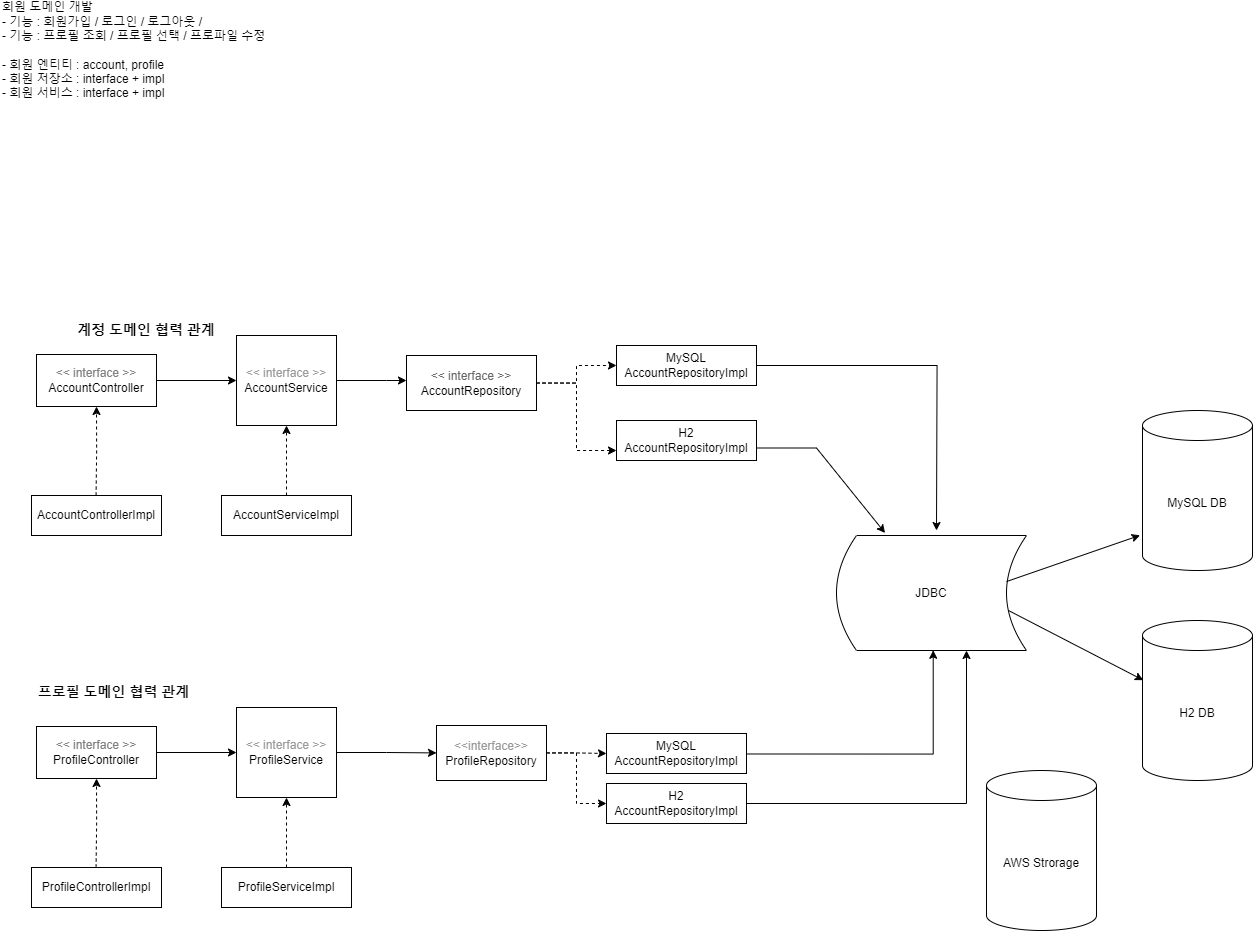 회원 도메인 개발
- 기능 : 회원가입 / 로그인 / 로그아웃 /
- 기능 : 프로필 조회 / 프로필 선택 / 프로파일 수정
- 회원 엔티티 : account, profile
- 회원 저장소 : interface + impl
- 회원 서비스 : interface + impl
계정 도메인 협력 관계
<< interface >>
AccountController
<< interface >>
AccountService
<< interface >>
AccountRepository
MySQL
AccountRepositoryImpl
H2
AccountRepositoryImpl
AccountControllerImpl
AccountServiceImpl
JDBC
MySQL DB
H2 DB
프로필 도메인 협력 관계
<< interface >>
ProfileController
<< interface >>
ProfileService
<<interface>>
ProfileRepository
MySQL
AccountRepositoryImpl
H2
AccountRepositoryImpl
ProfileControllerImpl
ProfileServiceImpl
AWS Strorage